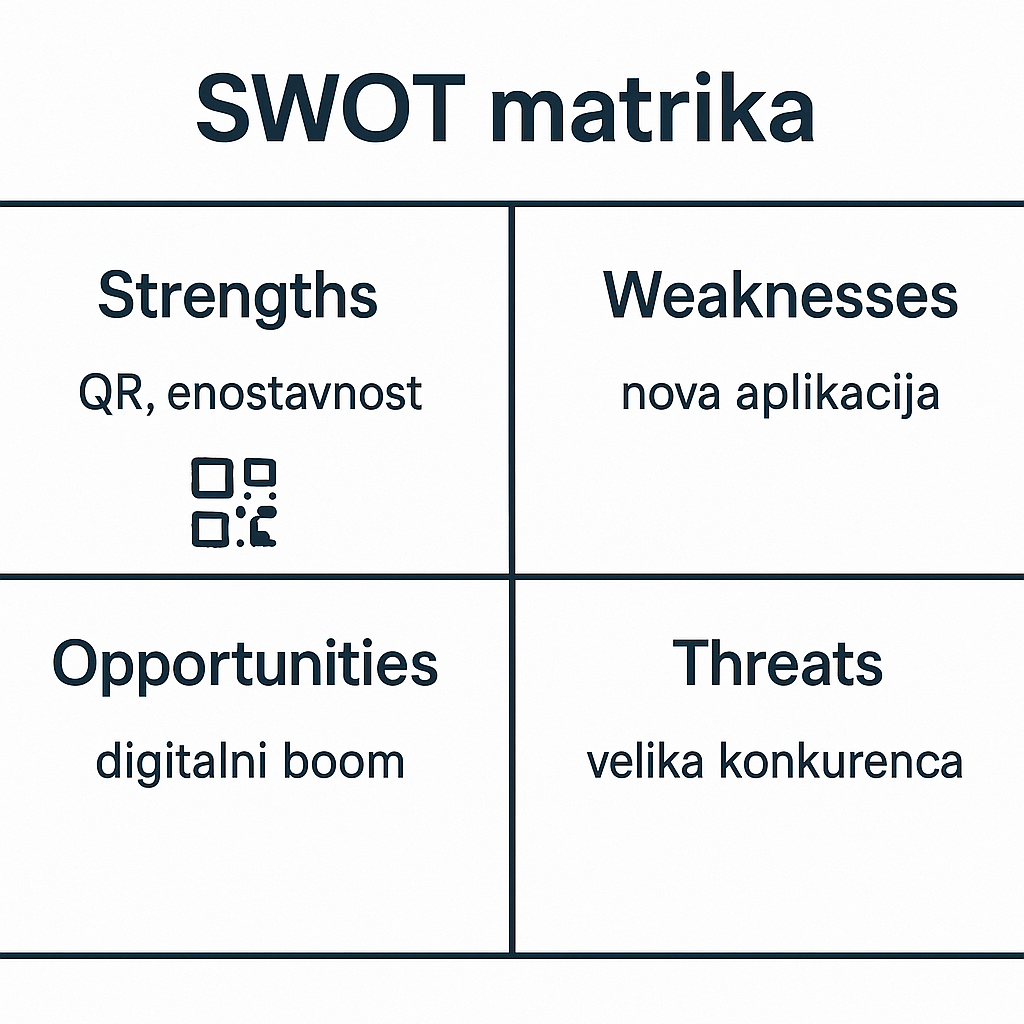 SWOT matrika
Strengths
QR, enostavnost
Weaknesses
nova aplikacija
Opportunities
digitalni boom
Threats
velika konkurenca